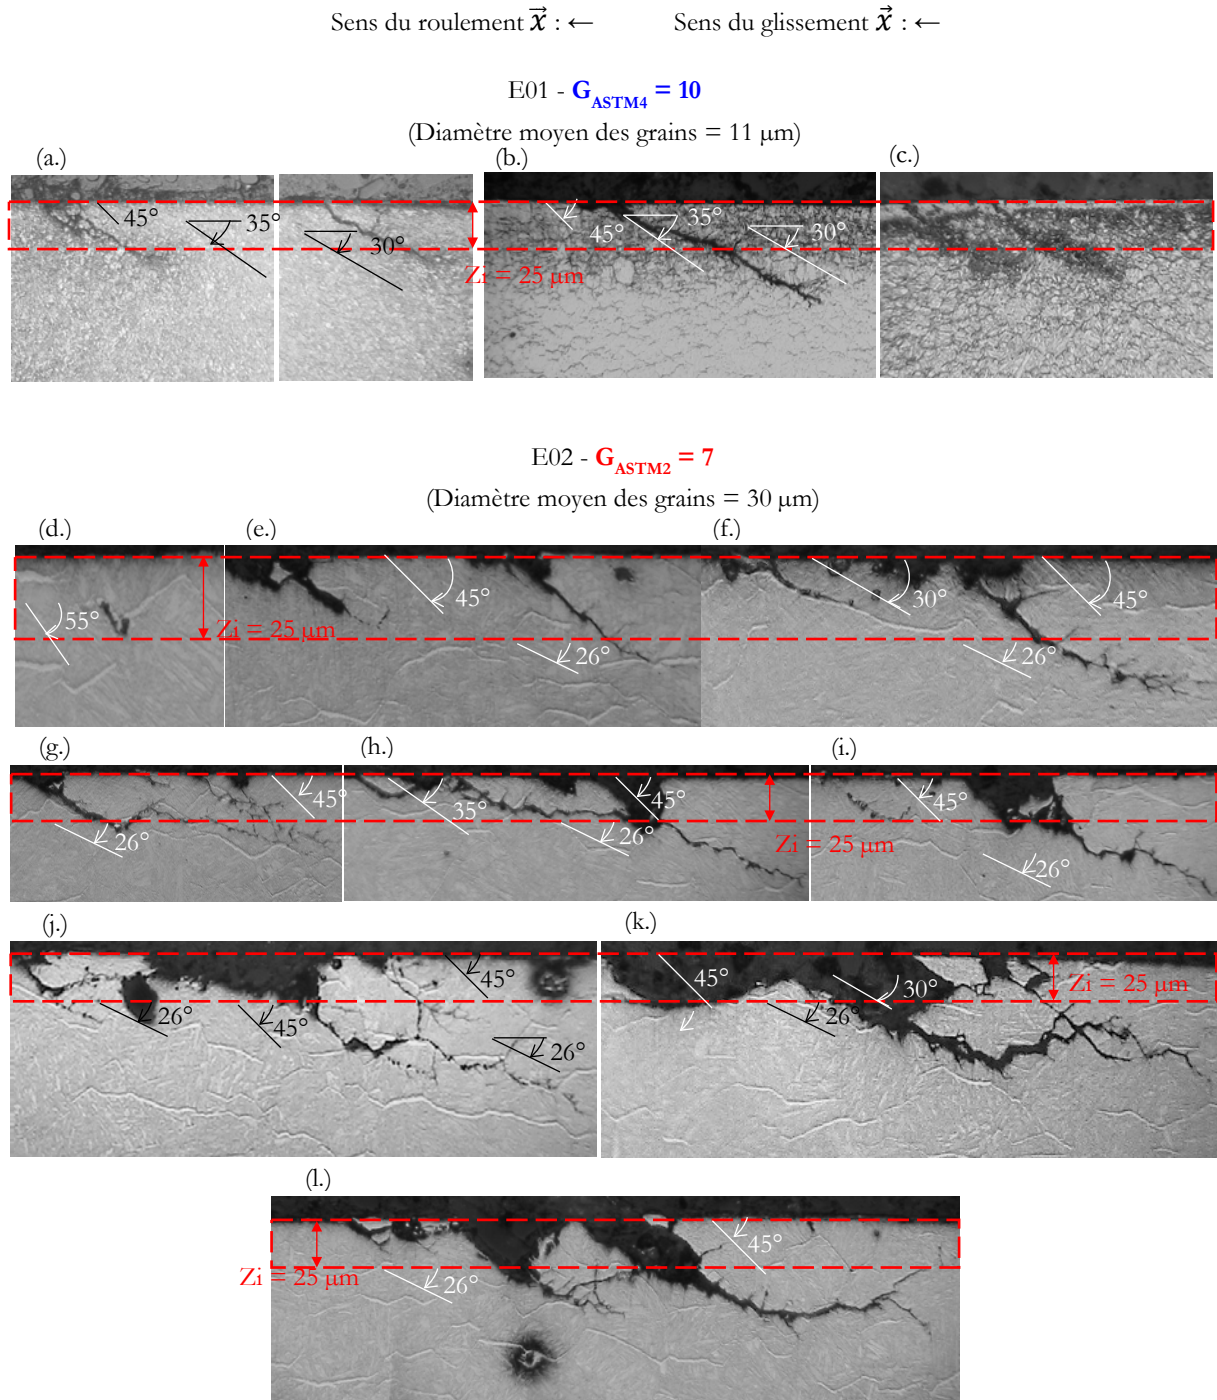 Sens du roulement x⃗ : ← Sens du glissement x⃗ : ←
E01 - G_ASTM4 = 10
(Diamètre moyen des grains = 11 µm)
(a.) (b.) (c.)
45° 35° 30° 45° 35° 30°
Zi = 25 µm
E02 - G_ASTM2 = 7
(Diamètre moyen des grains = 30 µm)
(d.) (e.) (f.)
55° 45° 30° 45°
Zi = 25 µm 26° 26°
(g.) (h.) (i.)
45° 35° 45° 45°
26° 26° Zi = 25 µm 26°
(j.) (k.)
45° 45° 30° Zi = 25 µm
26° 45° 26° 26°
(l.)
45°
Zi = 25 µm 26°